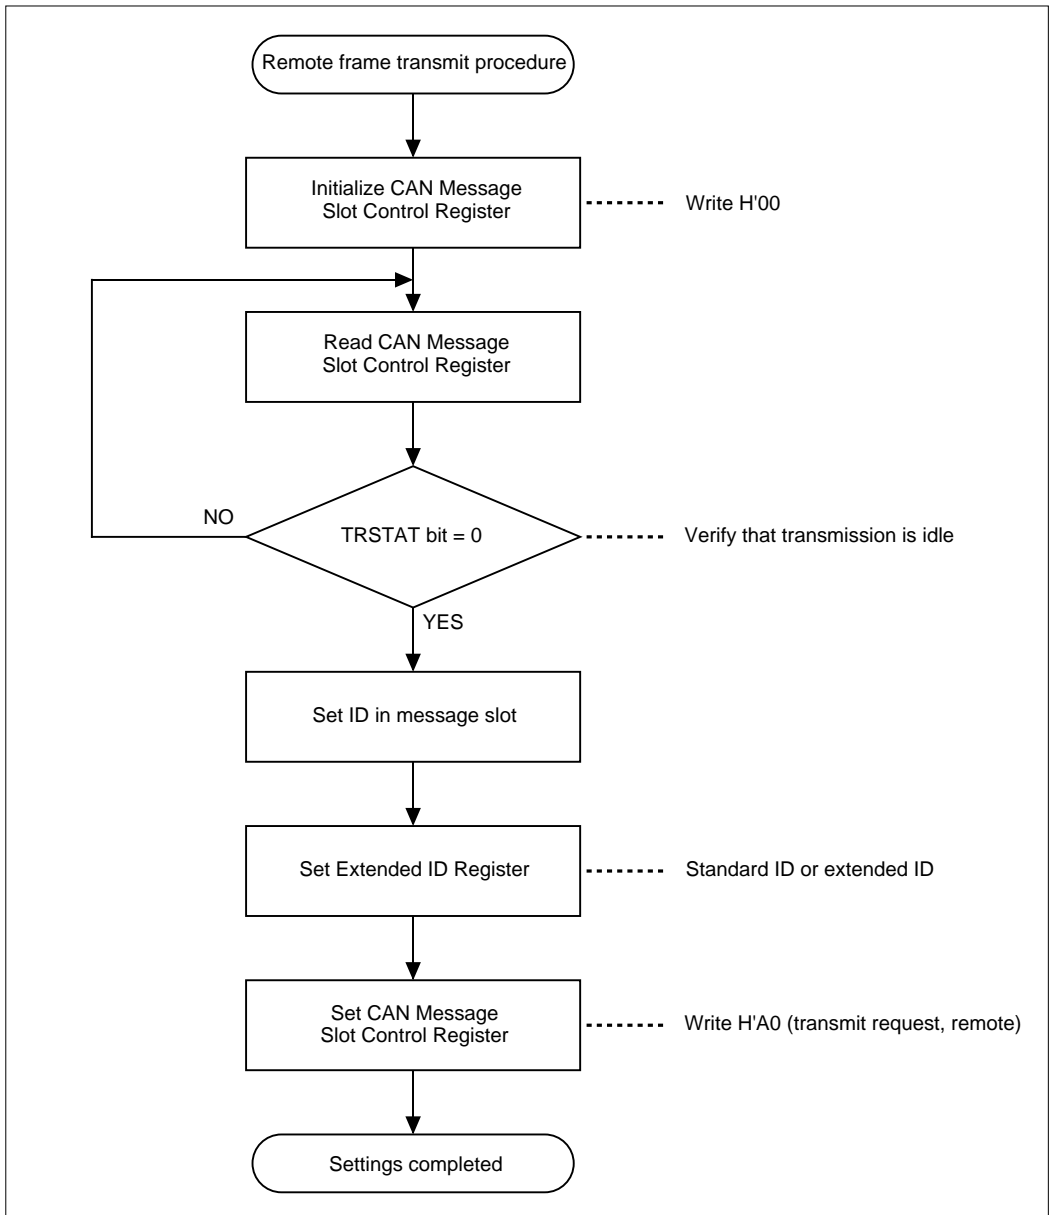 Remote frame transmit procedure
Initialize CAN Message
Slot Control Register
Write H'00
Read CAN Message
Slot Control Register
NO
TRSTAT bit = 0
Verify that transmission is idle
YES
Set ID in message slot
Set Extended ID Register
Standard ID or extended ID
Set CAN Message
Slot Control Register
Write H'A0 (transmit request, remote)
Settings completed